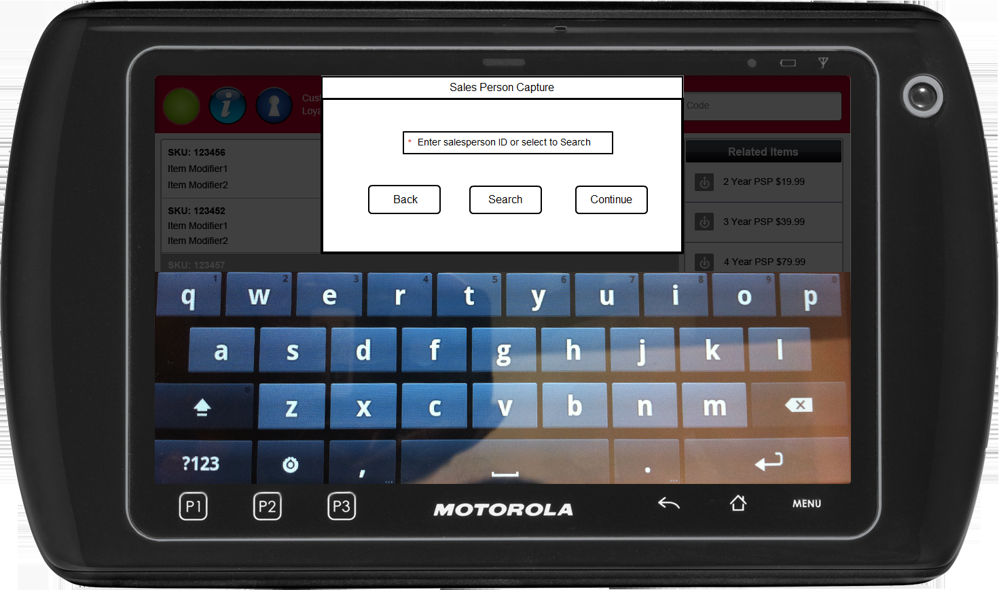 Sales Person Capture
Cust
Loya
Code
* Enter salesperson ID or select to Search
SKU: 123456
Item Modifier1
Item Modifier2
Related Items
2 Year PSP $19.99
Back
Search
Continue
SKU: 123452
Item Modifier1
Item Modifier2
3 Year PSP $39.99
SKU: 123457
4 Year PSP $79.99
1 2 3 4 5 6 7 8 9 0
q w e r t y u i o p
a s d f g h j k l
z x c v b n m
?123 , .
P1 P2 P3 MOTOROLA MENU